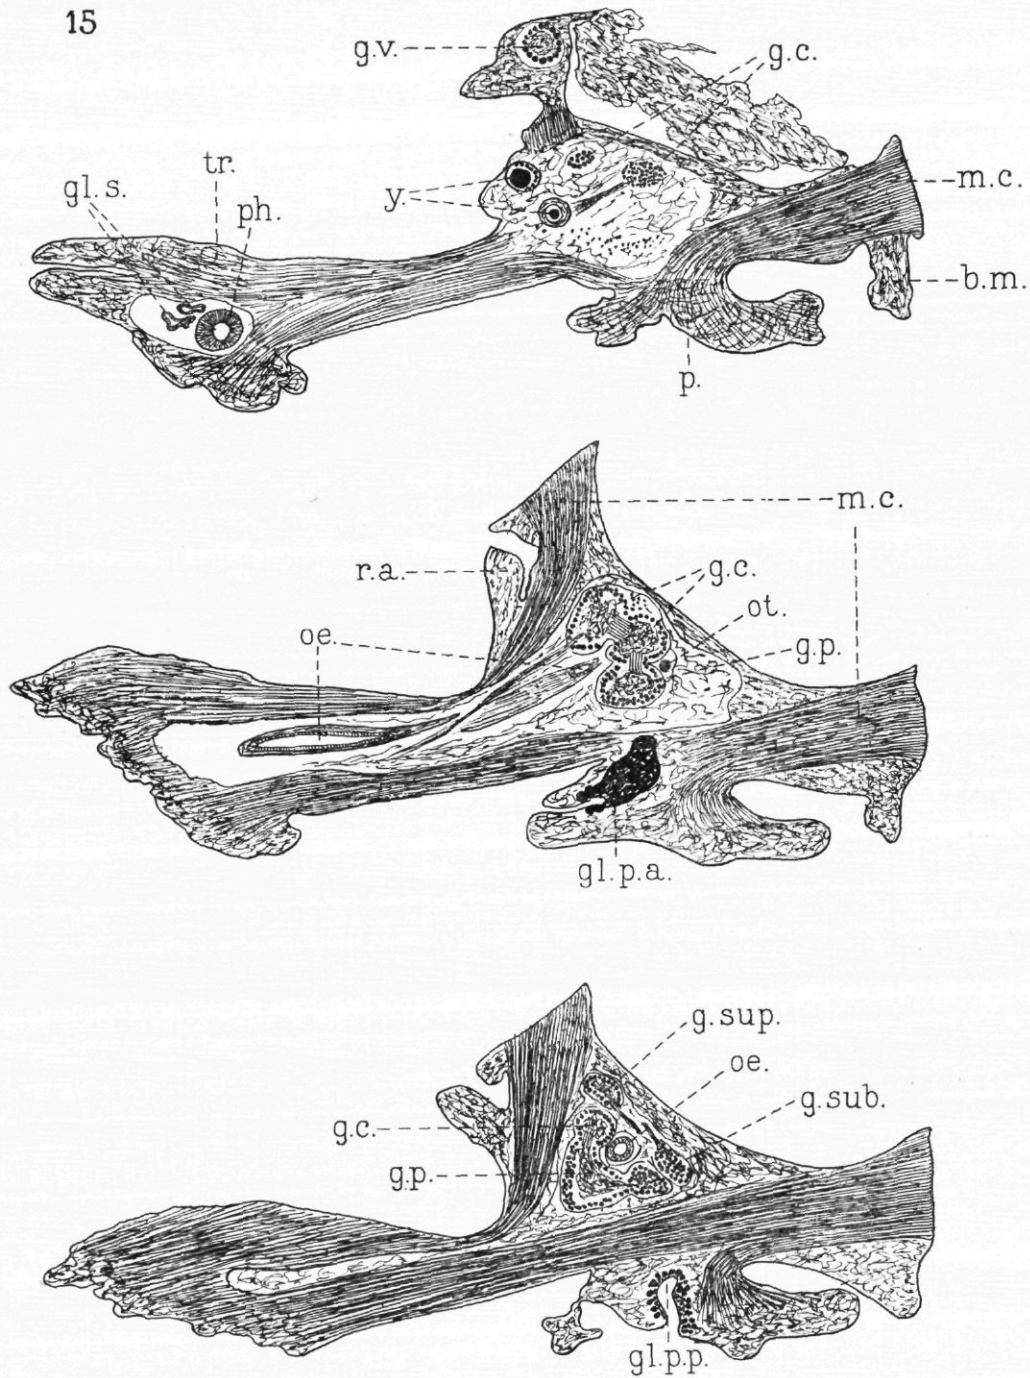 15
g.v.
g.c.
tr.
gl.s.
ph.
y.
m.c.
b.m.
p.
m.c.
r.a.
g.c.
ot.
oe.
g.p.
gl.p.a.
g.sup.
oe.
g.sub.
g.c.
g.p.
gl.p.p.